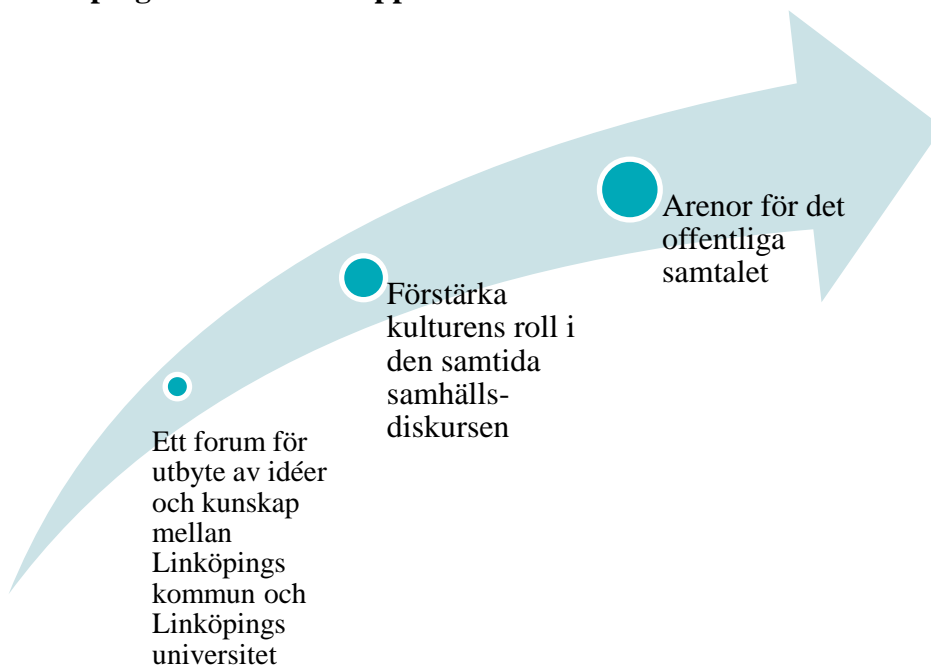 Arenor för det
offentliga
samtalet
Förstärka
kulturens roll i
den samtida
samhälls-
diskursen
Ett forum för
utbyte av idéer
och kunskap
mellan
Linköpings
kommun och
Linköpings
universitet